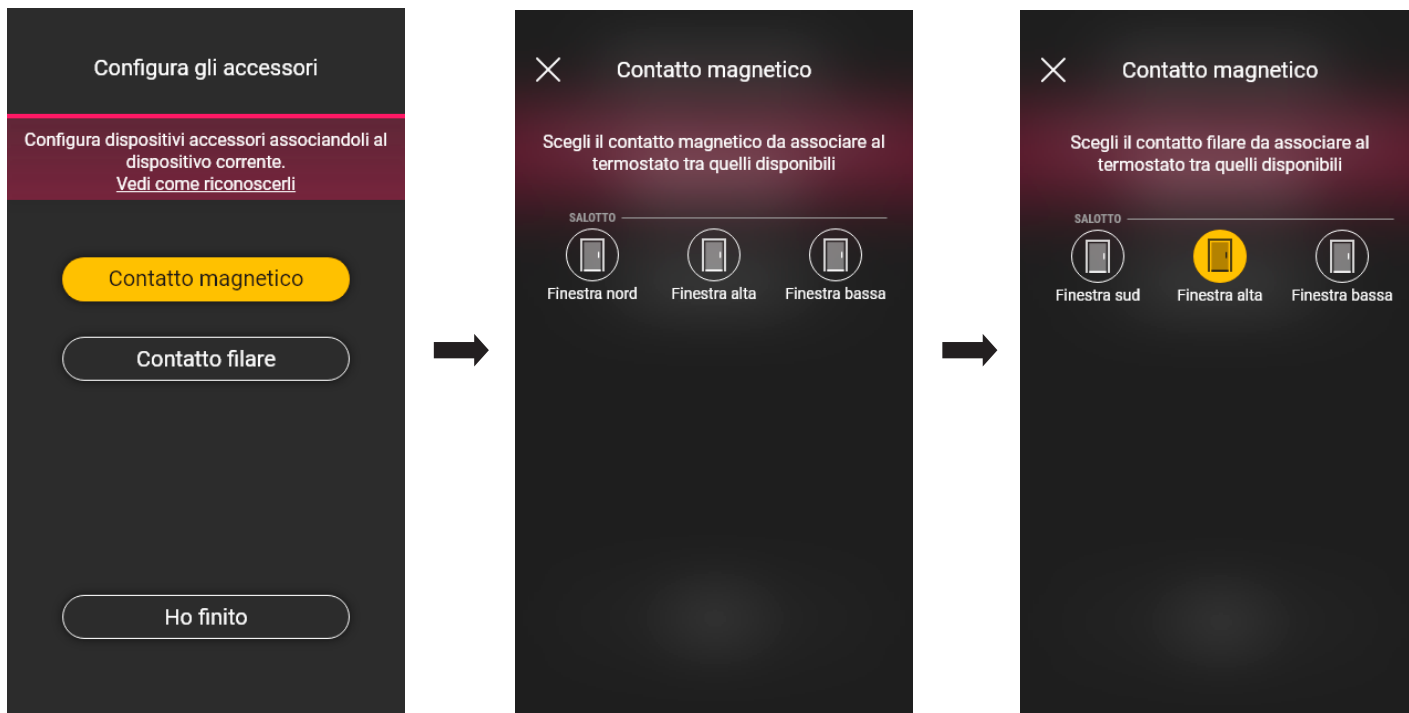 Configura gli accessori
Configura dispositivi accessori associandoli al
dispositivo corrente.
Vedi come riconoscerli
Contatto magnetico
Contatto filare
Ho finito
Contatto magnetico
Scegli il contatto magnetico da associare al
termostato tra quelli disponibili
SALOTTO
Finestra nord Finestra alta Finestra bassa
Contatto magnetico
Scegli il contatto filare da associare al
termostato tra quelli disponibili
SALOTTO
Finestra sud Finestra alta Finestra bassa